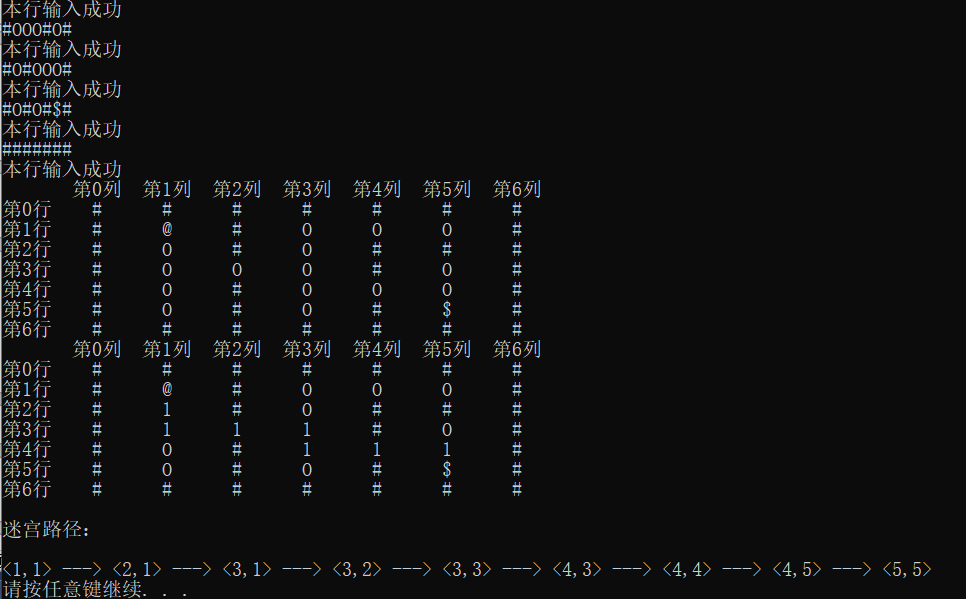 本行输入成功
#000#0#
本行输入成功
#0#000#
本行输入成功
#0#0#$#
本行输入成功
#######
本行输入成功
第0列 第1列 第2列 第3列 第4列 第5列 第6列
第0行 # # # # # # #
第1行 # @ # 0 0 0 #
第2行 # 0 # 0 # # #
第3行 # 0 0 0 # 0 #
第4行 # 0 # 0 0 0 #
第5行 # 0 # 0 # $ #
第6行 # # # # # # #
第0列 第1列 第2列 第3列 第4列 第5列 第6列
第0行 # # # # # # #
第1行 # @ # 0 0 0 #
第2行 # 1 # 0 # # #
第3行 # 1 1 1 # 0 #
第4行 # 0 # 1 1 1 #
第5行 # 0 # 0 # $ #
第6行 # # # # # # #
迷宫路径:
<1,1> ---> <2,1> ---> <3,1> ---> <3,2> ---> <3,3> ---> <4,3> ---> <4,4> ---> <4,5> ---> <5,5>
请按任意键继续. . .